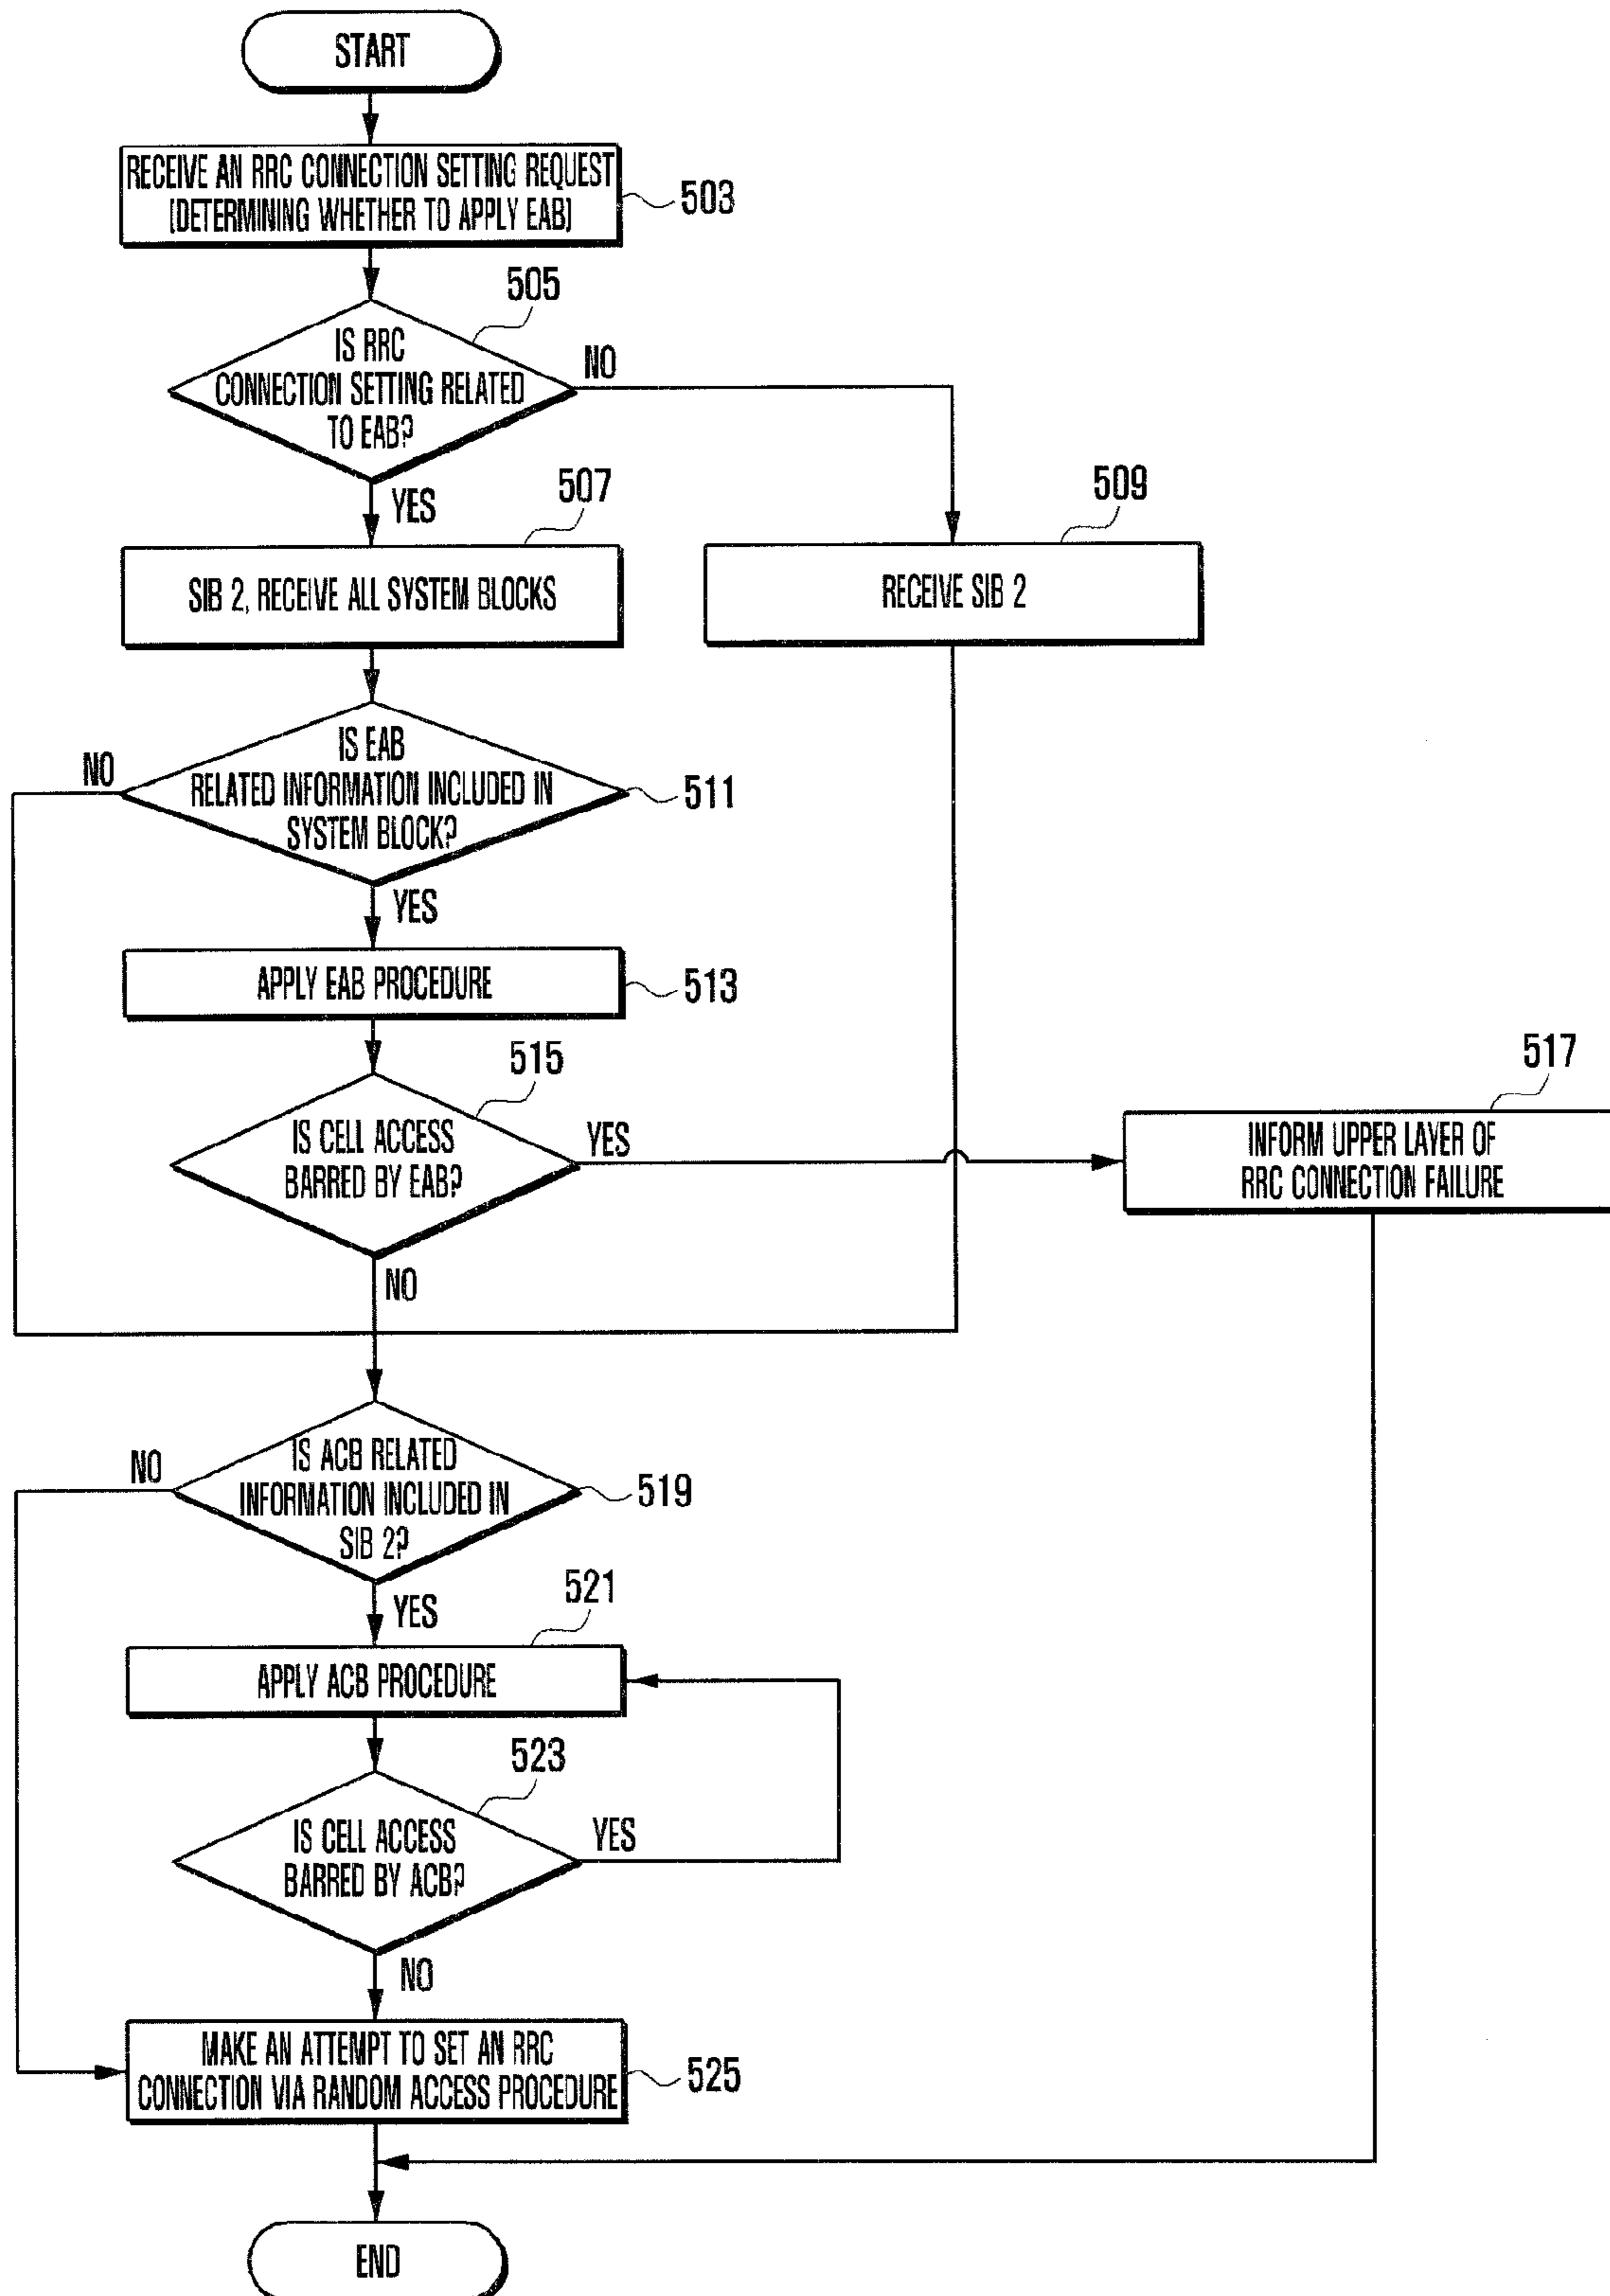 START
RECEIVE AN RRC CONNECTION SETTING REQUEST
[DETERMINING WHETHER TO APPLY EAB]
503
505
IS RRC
CONNECTION SETTING RELATED
TO EAB?
NO
YES
507
509
SIB 2, RECEIVE ALL SYSTEM BLOCKS
RECEIVE SIB 2
IS EAB
RELATED INFORMATION INCLUDED IN
SYSTEM BLOCK?
NO
511
YES
APPLY EAB PROCEDURE
513
515
517
IS CELL ACCESS
BARRED BY EAB?
YES
INFORM UPPER LAYER OF
RRC CONNECTION FAILURE
NO
IS ACB RELATED
INFORMATION INCLUDED IN
SIB 2?
NO
519
YES
521
APPLY ACB PROCEDURE
523
IS CELL ACCESS
BARRED BY ACB?
YES
NO
MAKE AN ATTEMPT TO SET AN RRC
CONNECTION VIA RANDOM ACCESS PROCEDURE
525
END